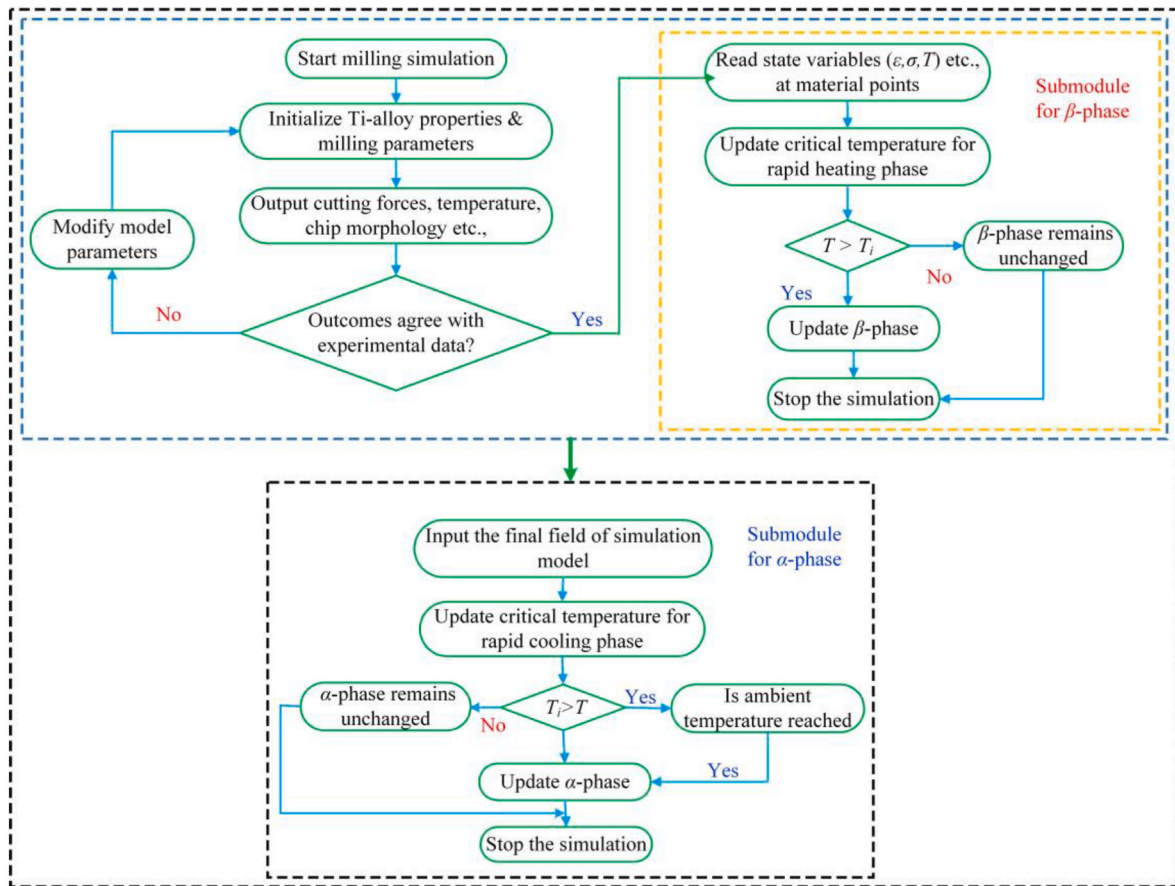 Start milling simulation
Initialize Ti-alloy properties &
milling parameters
Output cutting forces, temperature,
chip morphology etc.,
Modify model
parameters
No
Outcomes agree with
experimental data?
Yes
Read state variables (ε,σ,T) etc.,
at material points
Submodule
for β-phase
Update critical temperature for
rapid heating phase
T > Ti
No
β-phase remains
unchanged
Yes
Update β-phase
Stop the simulation
Input the final field of simulation
model
Submodule
for α-phase
Update critical temperature for
rapid cooling phase
α-phase remains
unchanged
No
Ti>T
Yes
Is ambient
temperature reached
Yes
Update α-phase
Stop the simulation